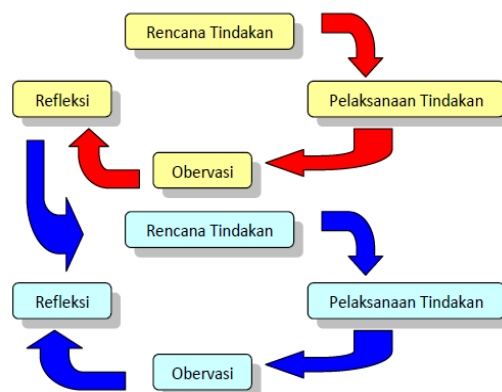 Rencana Tindakan
Pelaksanaan Tindakan
Obervasi
Refleksi
Rencana Tindakan
Pelaksanaan Tindakan
Obervasi
Refleksi